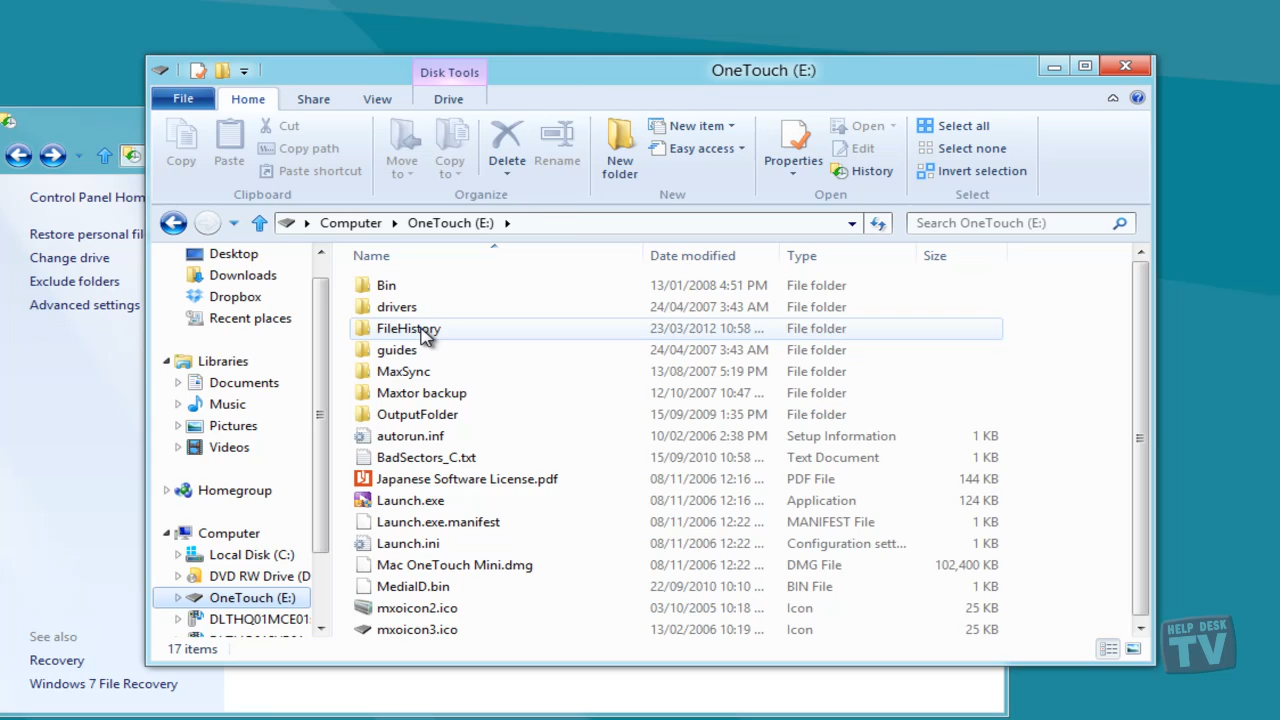 Disk Tools
OneTouch (E:)
File
Home
Share
View
Drive
Copy
Paste
Cut
Copy path
Paste shortcut
Clipboard
Move to
Copy to
Delete
Rename
Organize
New folder
New item
Easy access
New
Properties
Open
Edit
History
Open
Select all
Select none
Invert selection
Select
Computer
OneTouch (E:)
Search OneTouch (E:)
Control Panel Hom
Restore personal fil
Change drive
Exclude folders
Advanced settings
See also
Recovery
Windows 7 File Recovery
Desktop
Downloads
Dropbox
Recent places
Libraries
Documents
Music
Pictures
Videos
Homegroup
Computer
Local Disk (C:)
DVD RW Drive (D
OneTouch (E:)
DLTHQ01MCE01:
Name Date modified Type Size
Bin 13/01/2008 4:51 PM File folder
drivers 24/04/2007 3:43 AM File folder
FileHistory 23/03/2012 10:58 ... File folder
guides 24/04/2007 3:43 AM File folder
MaxSync 13/08/2007 5:19 PM File folder
Maxtor backup 12/10/2007 10:47 ... File folder
OutputFolder 15/09/2009 1:35 PM File folder
autorun.inf 10/02/2006 2:38 PM Setup Information 1 KB
BadSectors_C.txt 15/09/2010 10:58 ... Text Document 1 KB
Japanese Software License.pdf 08/11/2006 12:16 ... PDF File 144 KB
Launch.exe 08/11/2006 12:16 ... Application 124 KB
Launch.exe.manifest 08/11/2006 12:22 ... MANIFEST File 1 KB
Launch.ini 08/11/2006 12:22 ... Configuration sett... 1 KB
Mac OneTouch Mini.dmg 08/11/2006 12:22 ... DMG File 102,400 KB
MediaID.bin 22/09/2010 10:10 ... BIN File 1 KB
mxoicon2.ico 03/10/2005 10:18 ... Icon 25 KB
mxoicon3.ico 13/02/2006 10:19 ... Icon 25 KB
17 items
HELP DESK
TV